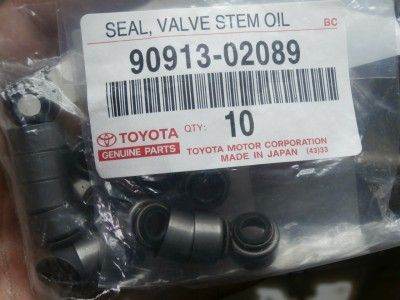 SEAL, VALVE STEM OIL BC
90913-02089
TOYOTA QTY: 10
GENUINE PARTS TOYOTA MOTOR CORPORATION
MADE IN JAPAN (43)33